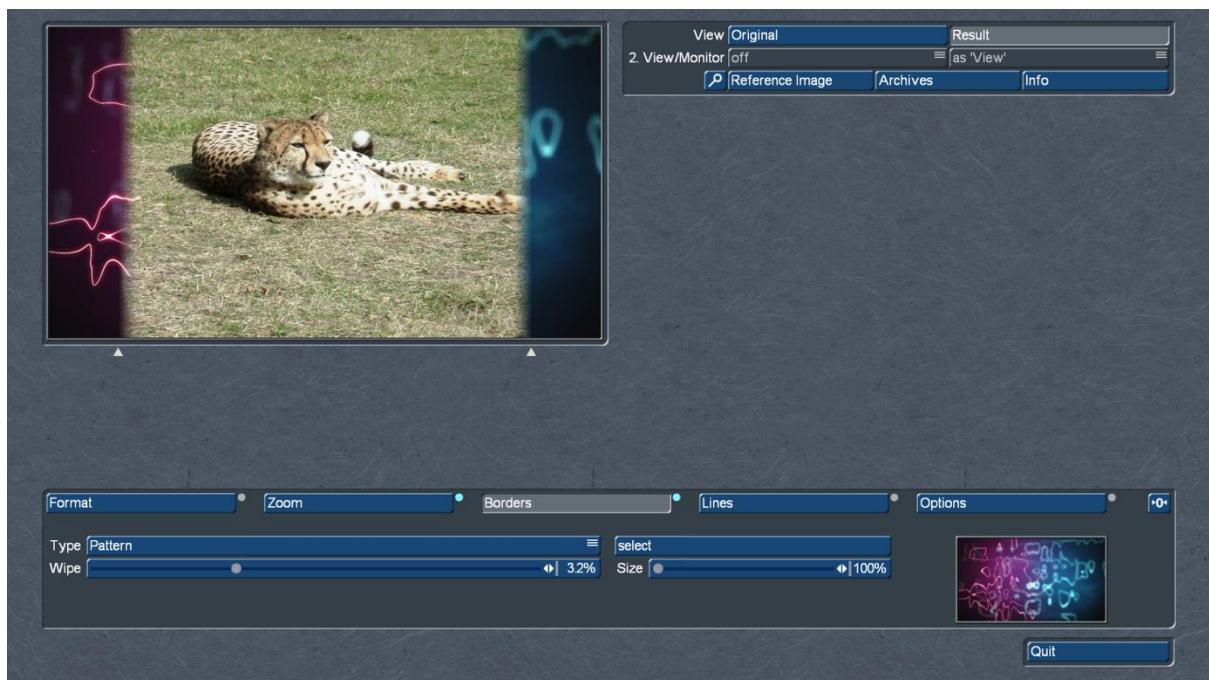 View Original Result
2. View/Monitor off as 'View'
Reference Image Archives Info
Format Zoom Borders Lines Options
Type Pattern select
Wipe 3.2% Size 100%
Quit